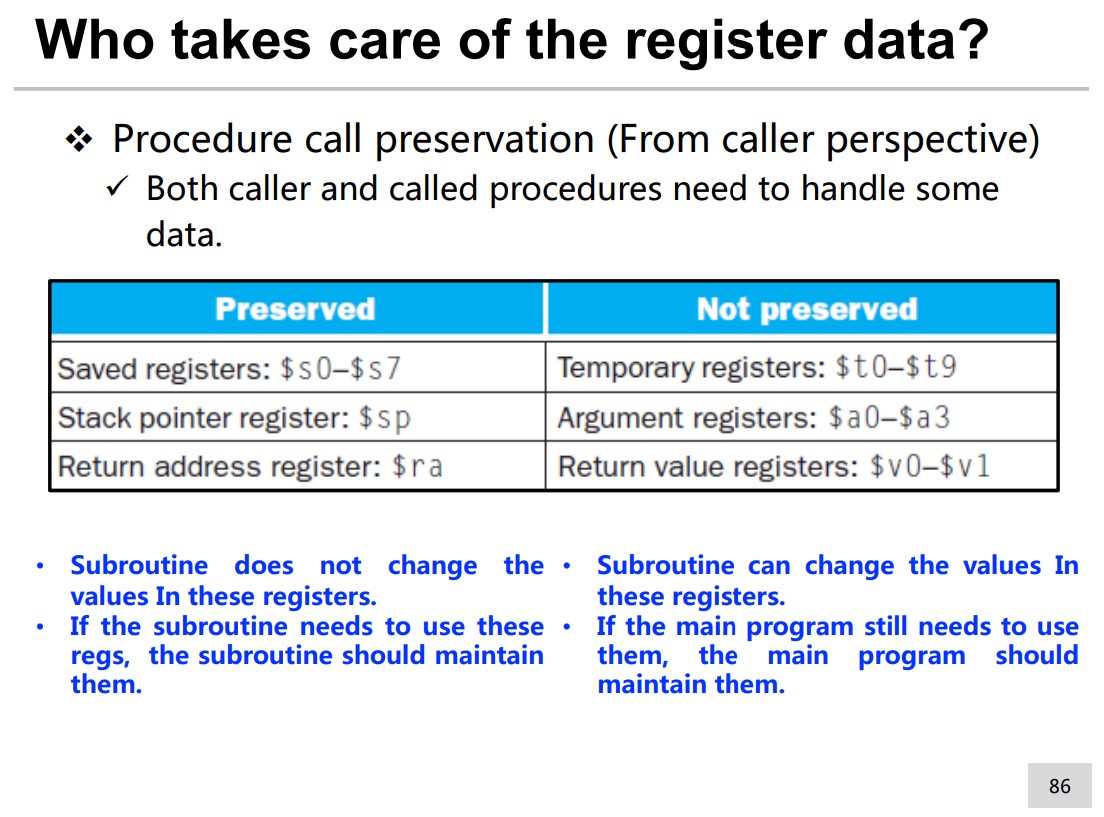 Who takes care of the register data?
❖ Procedure call preservation (From caller perspective)
✓ Both caller and called procedures need to handle some
data.
Preserved Not preserved
Saved registers: $s0–$s7 Temporary registers: $t0–$t9
Stack pointer register: $sp Argument registers: $a0–$a3
Return address register: $ra Return value registers: $v0–$v1
• Subroutine does not change the
values In these registers.
• If the subroutine needs to use these
regs, the subroutine should maintain
them.
• Subroutine can change the values In
these registers.
• If the main program still needs to use
them, the main program should
maintain them.
86